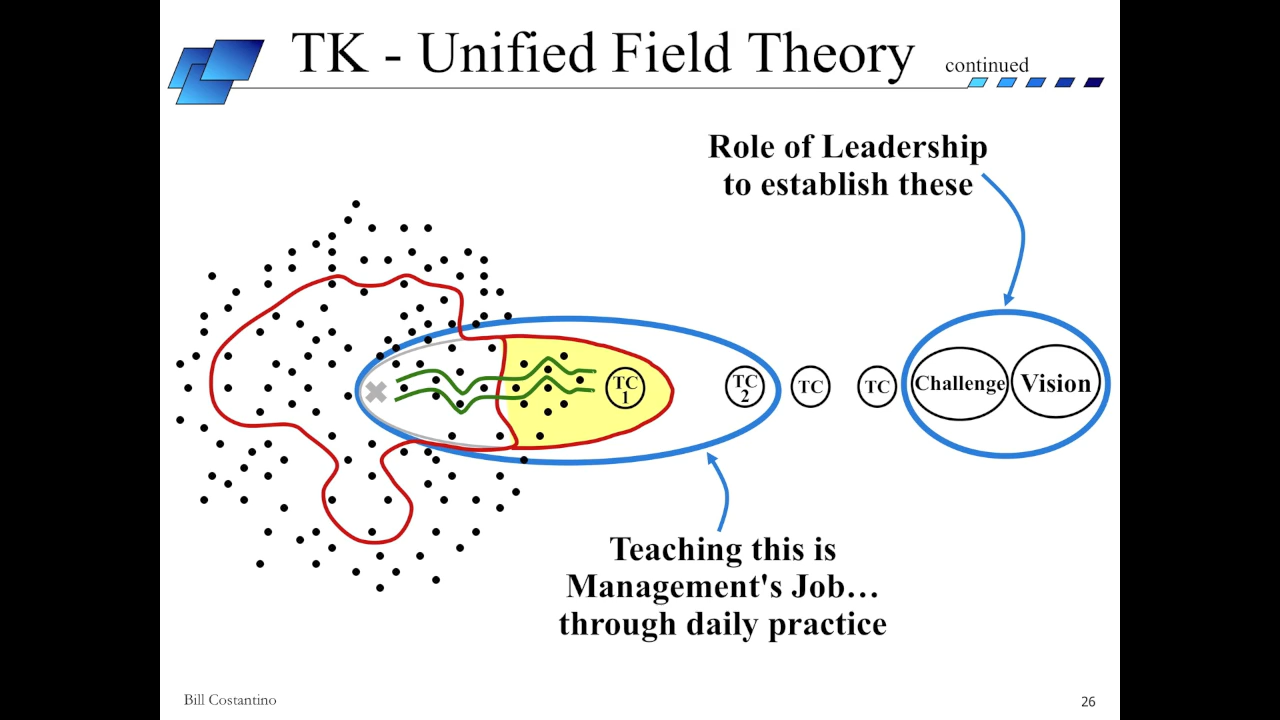 TK - Unified Field Theory continued
Role of Leadership
to establish these
TC
1
TC
2
TC
TC
Challenge
Vision
Teaching this is
Management's Job…
through daily practice
Bill Costantino
26